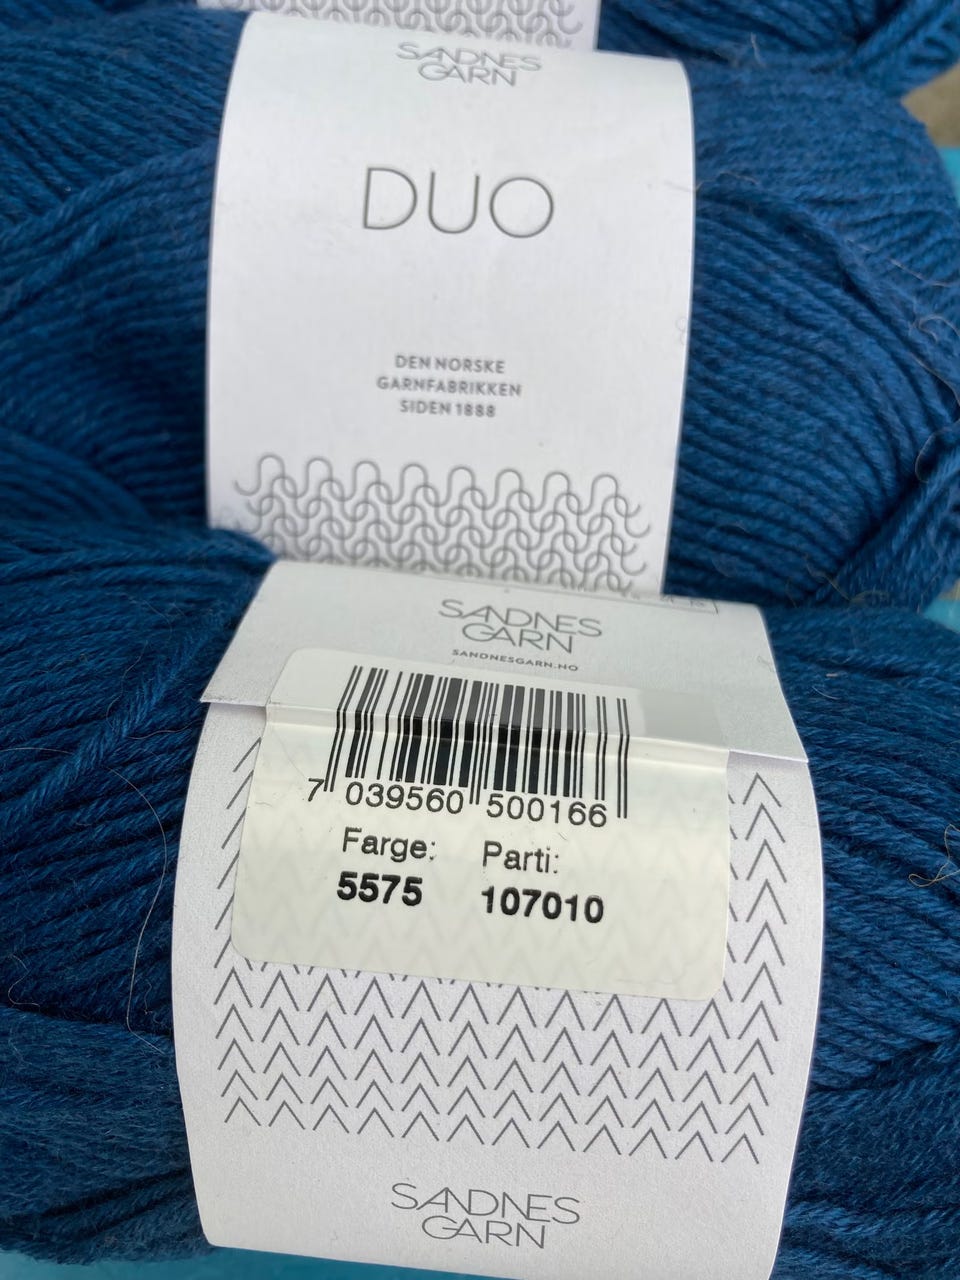 SANDNES
GARN
DUO
DEN NORSKE
GARNFABRIKKEN
SIDEN 1888
SANDNES
GARN
SANDNESGARN.NO
7 039560 500166
Farge: Parti:
5575 107010
SANDNES
GARN